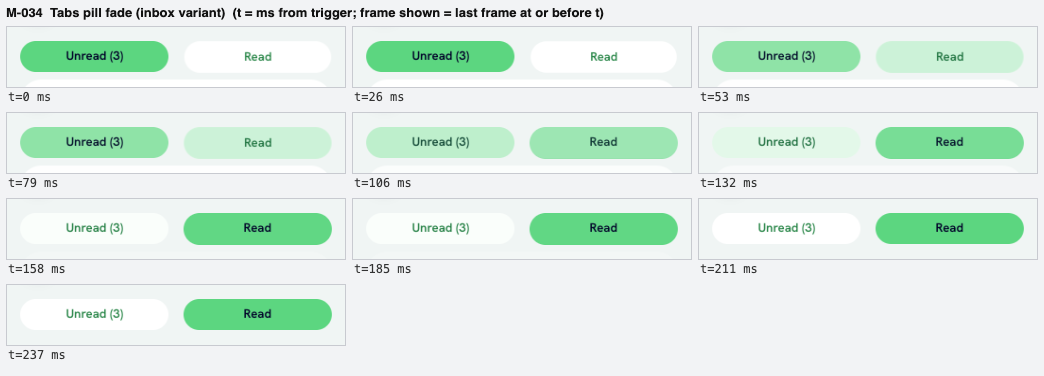 M-034 Tabs pill fade (inbox variant) (t = ms from trigger; frame shown = last frame at or before t)
Unread (3) Read
t=0 ms
Unread (3) Read
t=26 ms
Unread (3) Read
t=53 ms
Unread (3) Read
t=79 ms
Unread (3) Read
t=106 ms
Unread (3) Read
t=132 ms
Unread (3) Read
t=158 ms
Unread (3) Read
t=185 ms
Unread (3) Read
t=211 ms
Unread (3) Read
t=237 ms